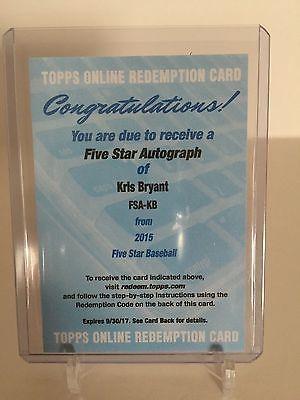 TOPPS ONLINE REDEMPTION CARD
Congratulations!
You are due to receive a
Five Star Autograph
of
Kris Bryant
FSA-KB
from
2015
Five Star Baseball
To receive the card indicated above,
visit redeem.topps.com
and follow the step-by-step instructions using the
Redemption Code on the back of this card.
Expires 9/30/17. See Card Back for details.
TOPPS ONLINE REDEMPTION CARD